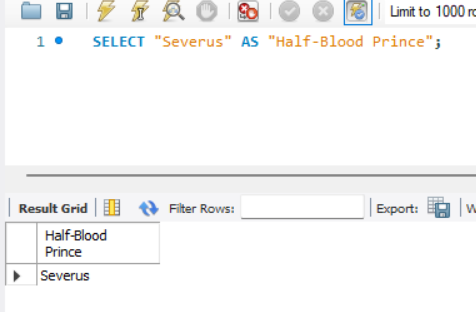 Limit to 1000 ro
1 SELECT "Severus" AS "Half-Blood Prince";
Result Grid Filter Rows: Export: W
Half-Blood
Prince
Severus